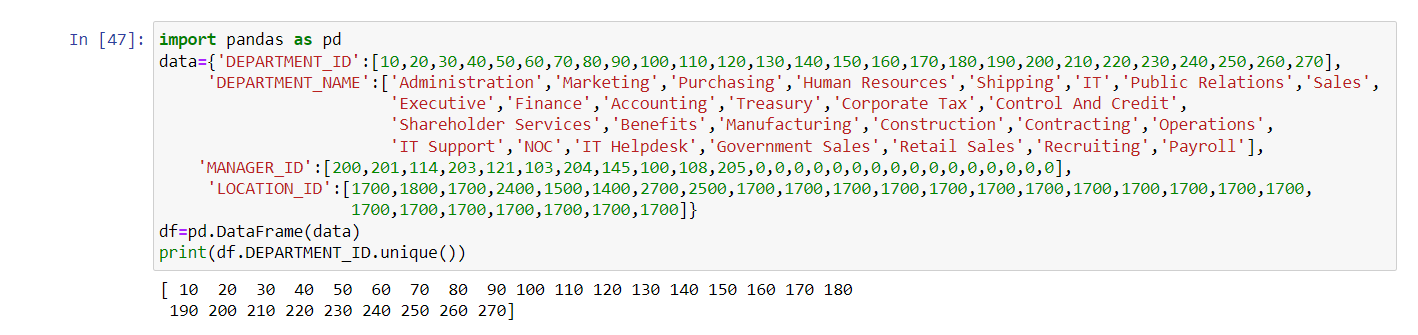 In [47]: import pandas as pd
data={'DEPARTMENT_ID':[10,20,30,40,50,60,70,80,90,100,110,120,130,140,150,160,170,180,190,200,210,220,230,240,250,260,270],
'DEPARTMENT_NAME':['Administration','Marketing','Purchasing','Human Resources','Shipping','IT','Public Relations','Sales',
'Executive','Finance','Accounting','Treasury','Corporate Tax','Control And Credit',
'Shareholder Services','Benefits','Manufacturing','Construction','Contracting','Operations',
'IT Support','NOC','IT Helpdesk','Government Sales','Retail Sales','Recruiting','Payroll'],
'MANAGER_ID':[200,201,114,203,121,103,204,145,100,108,205,0,0,0,0,0,0,0,0,0,0,0,0,0,0,0,0],
'LOCATION_ID':[1700,1800,1700,2400,1500,1400,2700,2500,1700,1700,1700,1700,1700,1700,1700,1700,1700,1700,1700,1700,
1700,1700,1700,1700,1700,1700,1700]}
df=pd.DataFrame(data)
print(df.DEPARTMENT_ID.unique())
[ 10 20 30 40 50 60 70 80 90 100 110 120 130 140 150 160 170 180
190 200 210 220 230 240 250 260 270]